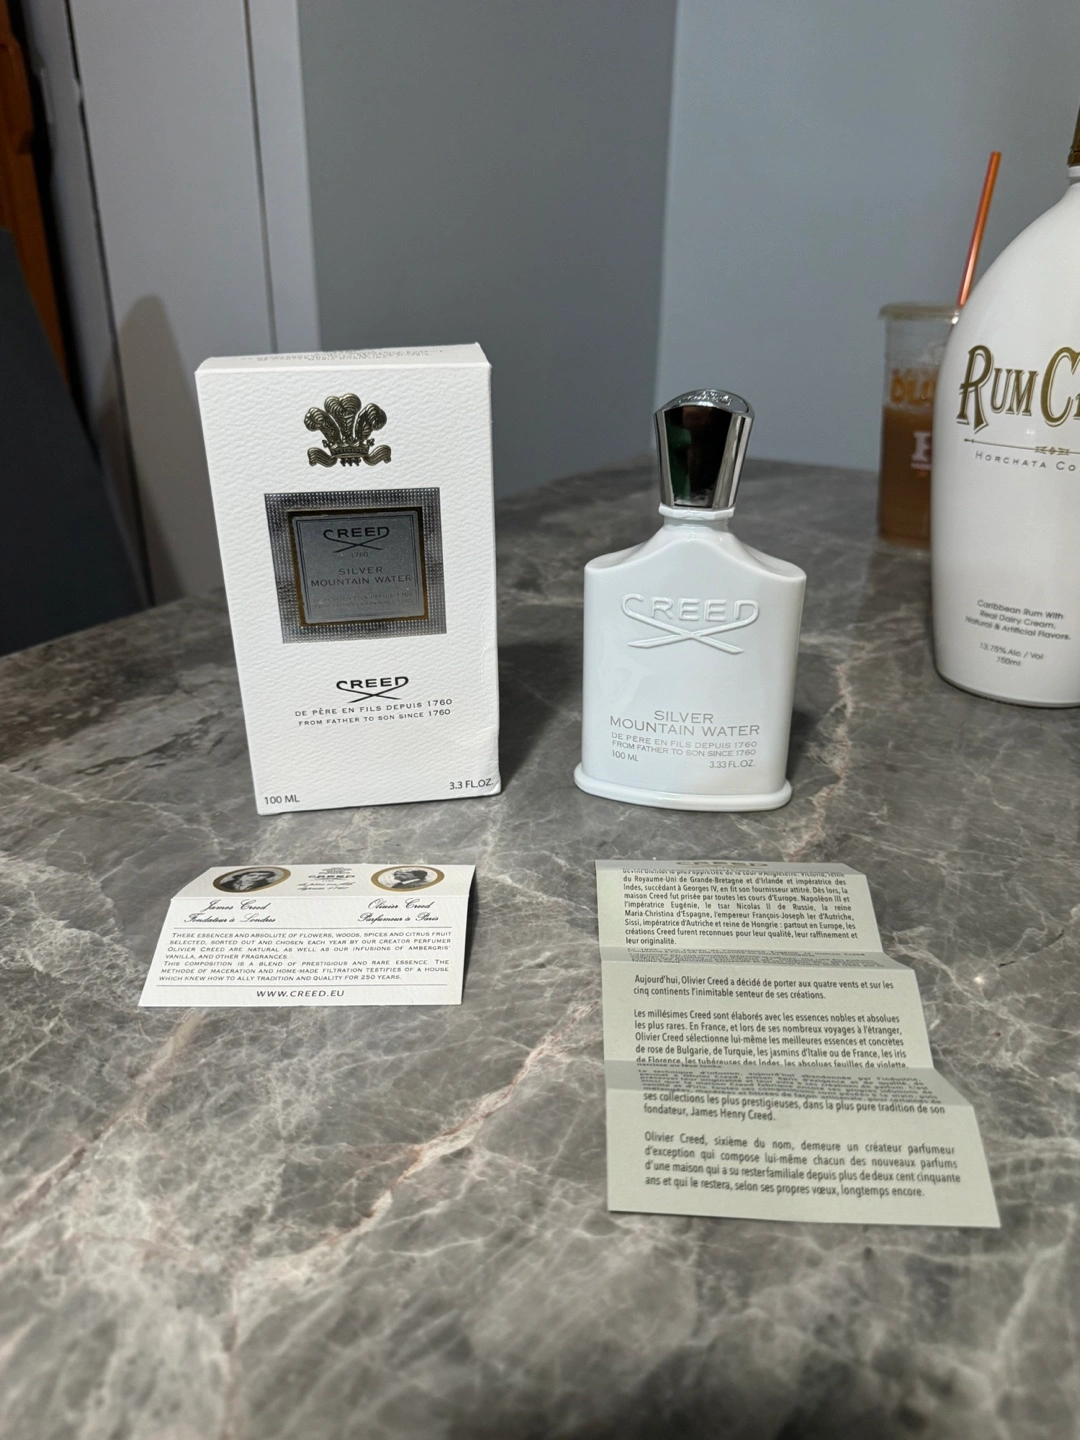 CREED
1760
SILVER
MOUNTAIN WATER
CREED
DE PÈRE EN FILS DEPUIS 1760
FROM FATHER TO SON SINCE 1760
100 ML
3.3 FL.OZ.
CREED
SILVER
MOUNTAIN WATER
DE PÈRE EN FILS DEPUIS 1760
FROM FATHER TO SON SINCE 1760
100 ML
3.33 FL.OZ.
RUM
HORCHATA
Caribbean Rum With
Real Dairy Cream,
Natural & Artificial Flavors.
13.75% Alc / Vol
750ml
CREED
James Creed
Fondateur à Londres
Olivier Creed
Parfumeur à Paris
THESE ESSENCES AND ABSOLUTE OF FLOWERS, WOODS, SPICES AND CITRUS FRUIT
SELECTED, SORTED OUT AND CHOSEN EACH YEAR BY OUR CREATOR PERFUMER
OLIVIER CREED ARE NATURAL AS WELL AS OUR INFUSIONS OF AMBERGRIS
VANILLA, AND OTHER FRAGRANCES.
THIS COMPOSITION IS A BLEND OF PRESTIGIOUS AND RARE ESSENCE. THE
METHODE OF MACERATION AND HOME-MADE FILTRATION TESTIFIES OF A HOUSE
WHICH KNEW HOW TO ALLY TRADITION AND QUALITY FOR 250 YEARS.
WWW.CREED.EU
CREED
du Royaume-Uni de Grande-Bretagne et d'Irlande et impératrice des
Indes, succédant à Georges IV, en fit son fournisseur attitré. Dès lors, la
maison Creed fut prisée par toutes les cours d'Europe. Napoléon III et
l'impératrice Eugénie, le tsar Nicolas II de Russie, la reine
Maria Christina d'Espagne, l'empereur François-Joseph Ier d'Autriche,
Sissi, impératrice d'Autriche et reine de Hongrie : partout en Europe, les
créations Creed furent reconnues pour leur qualité, leur raffinement et
leur originalité.
Aujourd'hui, Olivier Creed a décidé de porter aux quatre vents et sur les
cinq continents l'inimitable senteur de ses créations.
Les millésimes Creed sont élaborés avec les essences nobles et absolues
les plus rares. En France, et lors de ses nombreux voyages à l'étranger,
Olivier Creed sélectionne lui-même les meilleures essences et concrètes
de rose de Bulgarie, de Turquie, les jasmins d'Italie ou de France, les iris
de Florence, les tubéreuses des Indes, les absolues feuilles de violette,
ses collections les plus prestigieuses, dans la plus pure tradition de son
fondateur, James Henry Creed.
Olivier Creed, sixième du nom, demeure un créateur parfumeur
d'exception qui compose lui-même chacun des nouveaux parfums
d'une maison qui a su resterfamiliale depuis plus de deux cent cinquante
ans et qui le restera, selon ses propres vœux, longtemps encore.